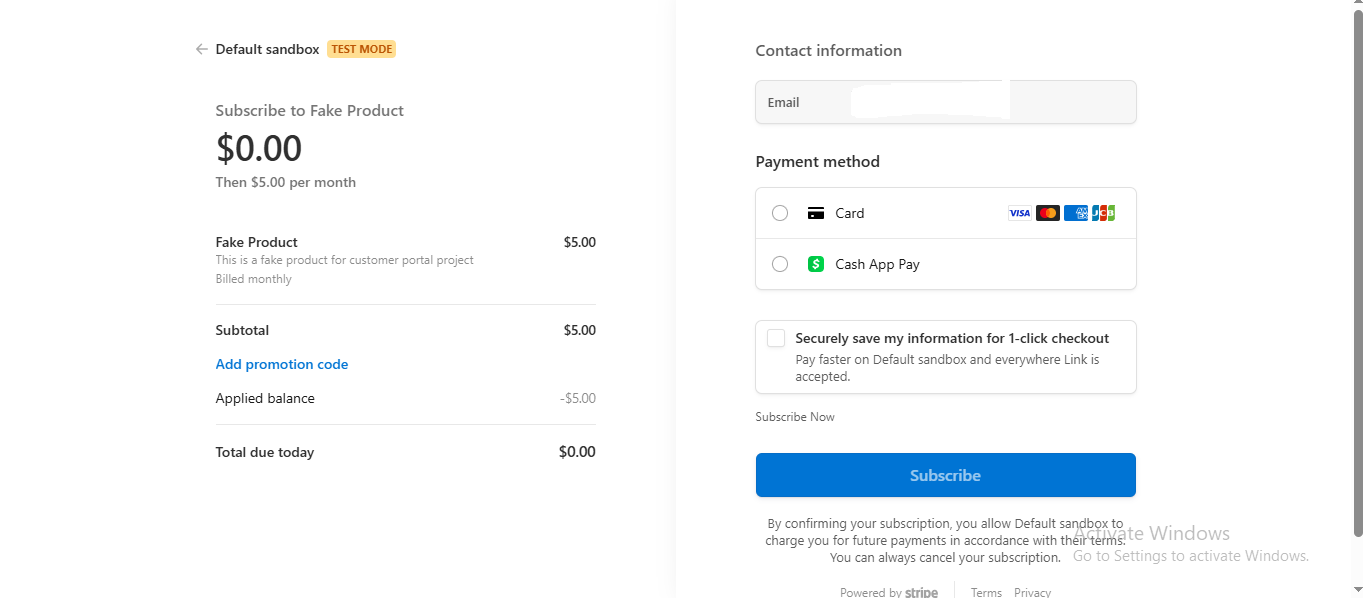 Default sandbox TEST MODE
Subscribe to Fake Product
$0.00
Then $5.00 per month
Fake Product $5.00
This is a fake product for customer portal project
Billed monthly
Subtotal $5.00
Add promotion code
Applied balance -$5.00
Total due today $0.00
Contact information
Email
Payment method
Card VISA AMEX JCB
$ Cash App Pay
Securely save my information for 1-click checkout
Pay faster on Default sandbox and everywhere Link is
accepted.
Subscribe Now
Subscribe
By confirming your subscription, you allow Default sandbox to
charge you for future payments in accordance with their terms.
You can always cancel your subscription.
Powered by stripe Terms Privacy
Activate Windows
Go to Settings to activate Windows.